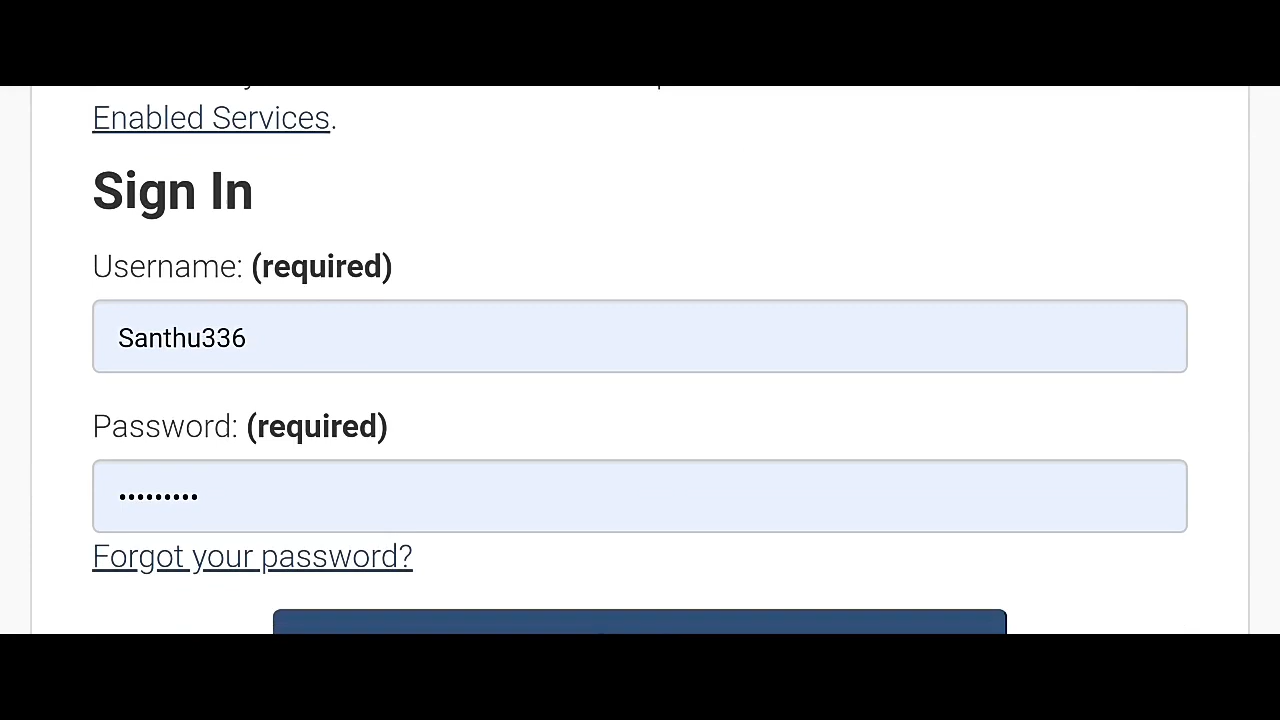 Enabled Services.
Sign In
Username: (required)
Santhu336
Password: (required)
•••••••••
Forgot your password?